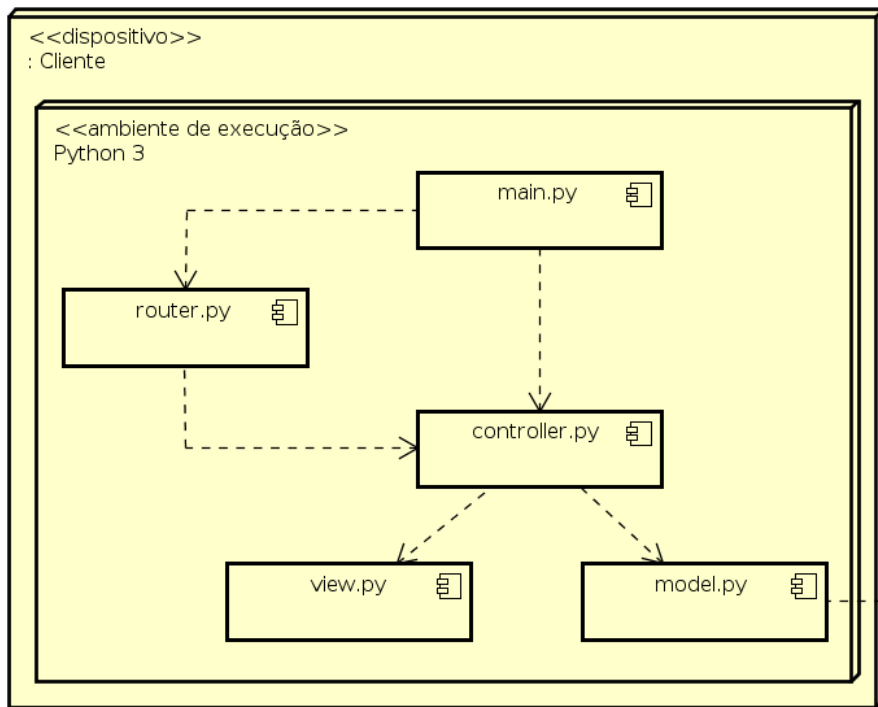 <<dispositivo>>
: Cliente
<<ambiente de execução>>
Python 3
main.py
router.py
controller.py
view.py
model.py